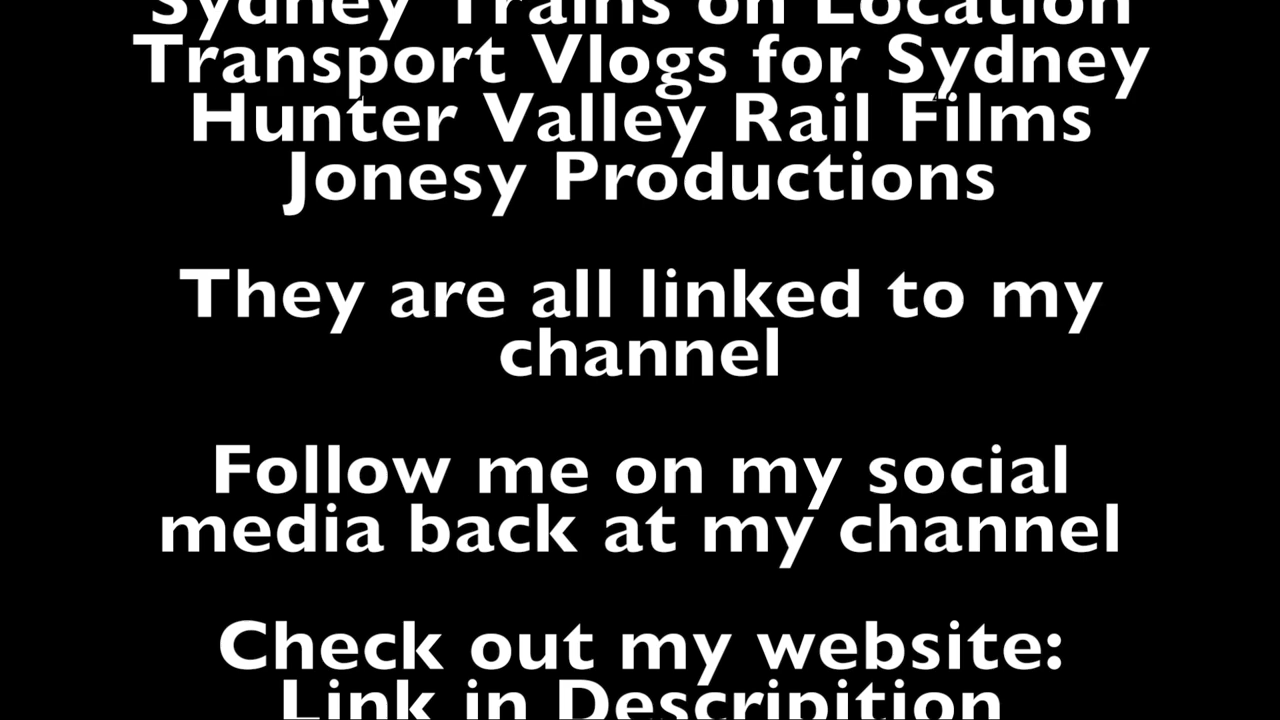 Sydney Trains on Location
Transport Vlogs for Sydney
Hunter Valley Rail Films
Jonesy Productions
They are all linked to my
channel
Follow me on my social
media back at my channel
Check out my website:
Link in Descripition